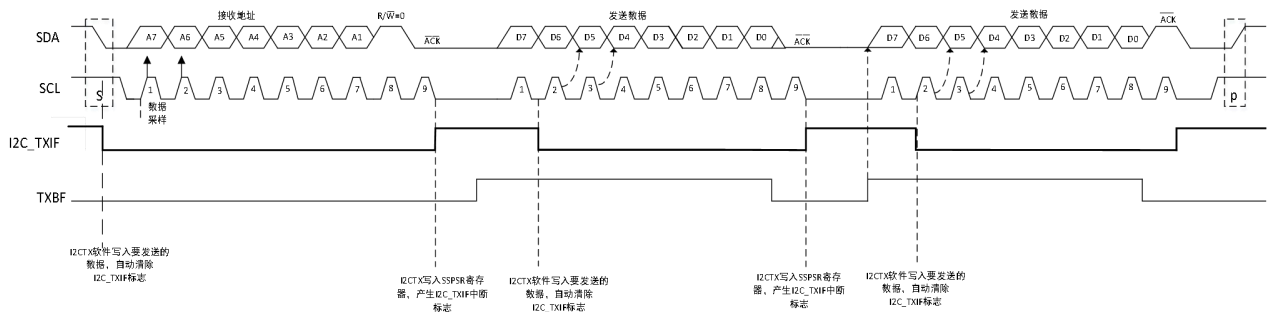 接收地址
R/W=0
发送数据
发送数据
ACK
SDA
A7 A6 A5 A4 A3 A2 A1
ACK
D7 D6 D5 D4 D3 D2 D1 D0
ACK
D7 D6 D5 D4 D3 D2 D1 D0
SCL
S
1 2 3 4 5 6 7 8 9
1 2 3 4 5 6 7 8 9
1 2 3 4 5 6 7 8 9
p
数据
采样
I2C_TXIF
TXBF
I2CTX软件写入要发送的
数据，自动清除
I2C_TXIF标志
I2CTX写入SSPSR寄存
器，产生I2C_TXIF中断
标志
I2CTX软件写入要发送的
数据，自动清除
I2C_TXIF标志
I2CTX写入SSPSR寄存
器，产生I2C_TXIF中断
标志
I2CTX软件写入要发送的
数据，自动清除
I2C_TXIF标志